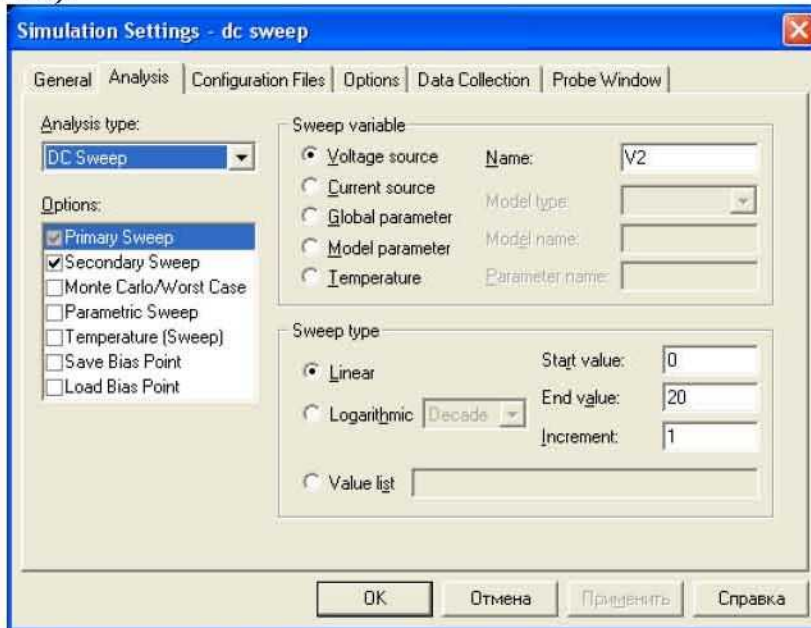 Simulation Settings - dc sweep
General Analysis Configuration Files Options Data Collection Probe Window
Analysis type:
DC Sweep
Options:
Primary Sweep
Secondary Sweep
Monte Carlo/Worst Case
Parametric Sweep
Temperature (Sweep)
Save Bias Point
Load Bias Point
Sweep variable
Voltage source
Current source
Global parameter
Model parameter
Temperature
Name: V2
Model type:
Model name:
Parameter name:
Sweep type
Linear
Logarithmic Decade
Value list
Start value: 0
End value: 20
Increment: 1
OK Отмена Применить Справка